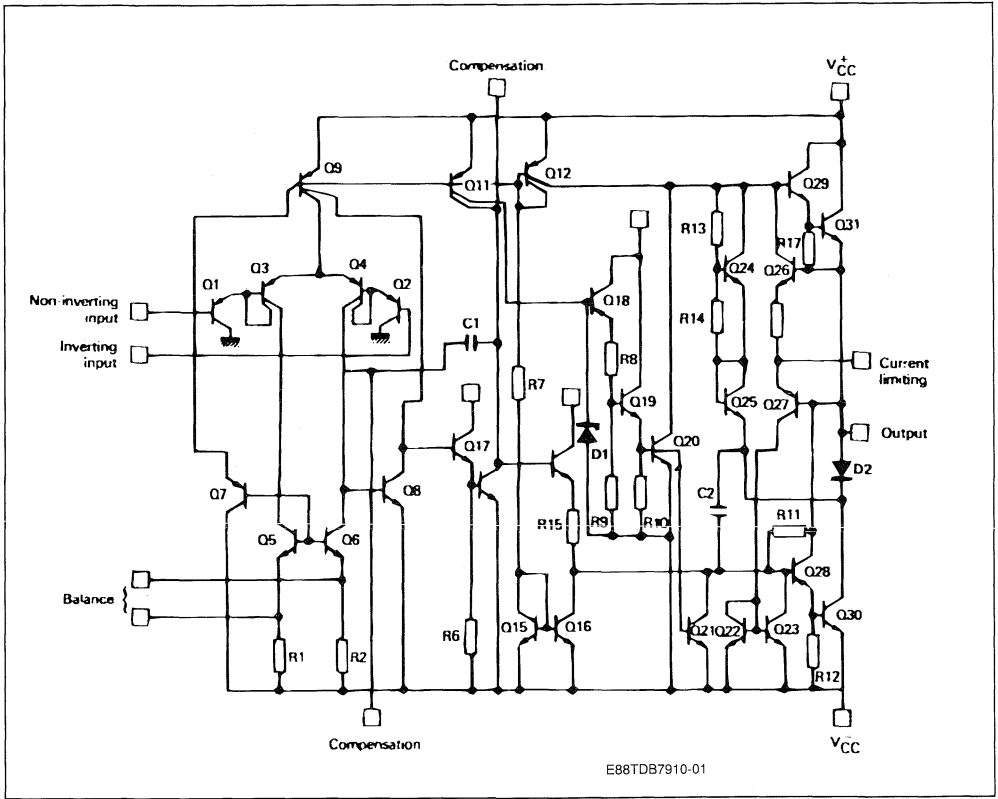 Compensation
V+CC
Q9
Q11
Q12
Q29
Q31
R13
R17
Q3
Q4
Q24
Q26
Q1
Q2
Q18
Non-inverting
input
C1
R14
Inverting
input
R8
Current
limiting
R7
Q19
Q25
Q27
Q17
Output
D1
Q20
D2
Q7
Q8
C2
R15
R9
R10
R11
Q5
Q6
Q28
Balance
R6
Q15
Q16
Q21
Q22
Q23
Q30
R1
R2
R12
Compensation
V-CC
E88TDB7910-01